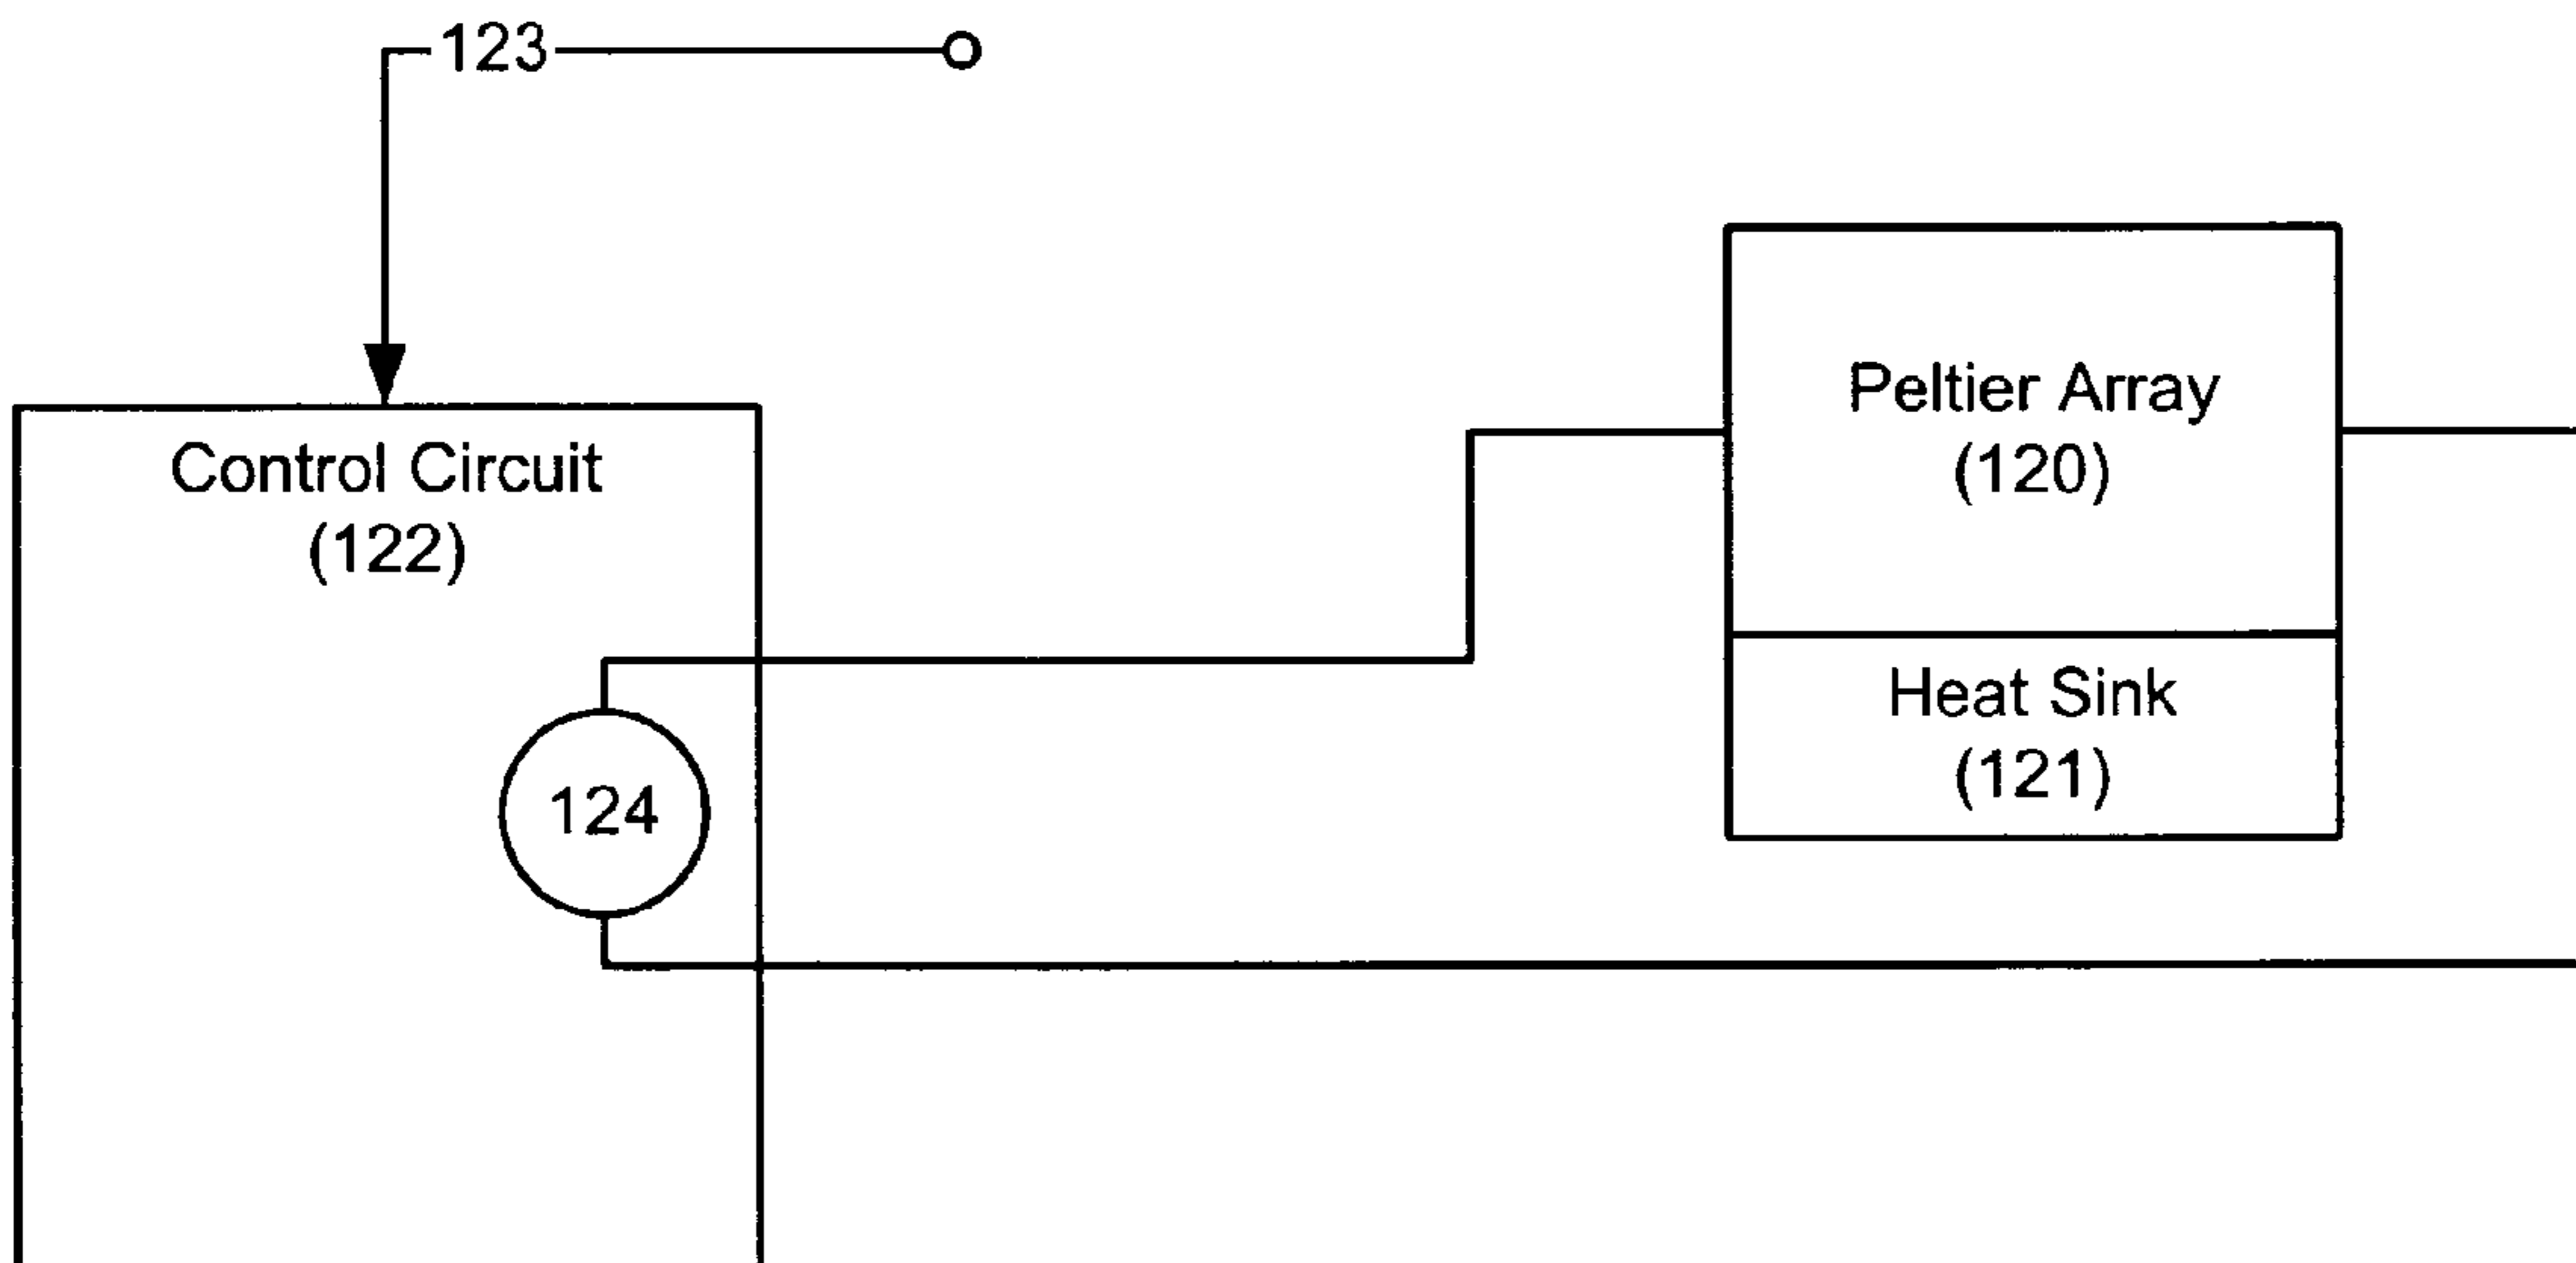 123
Control Circuit
(122)
124
Peltier Array
(120)
Heat Sink
(121)